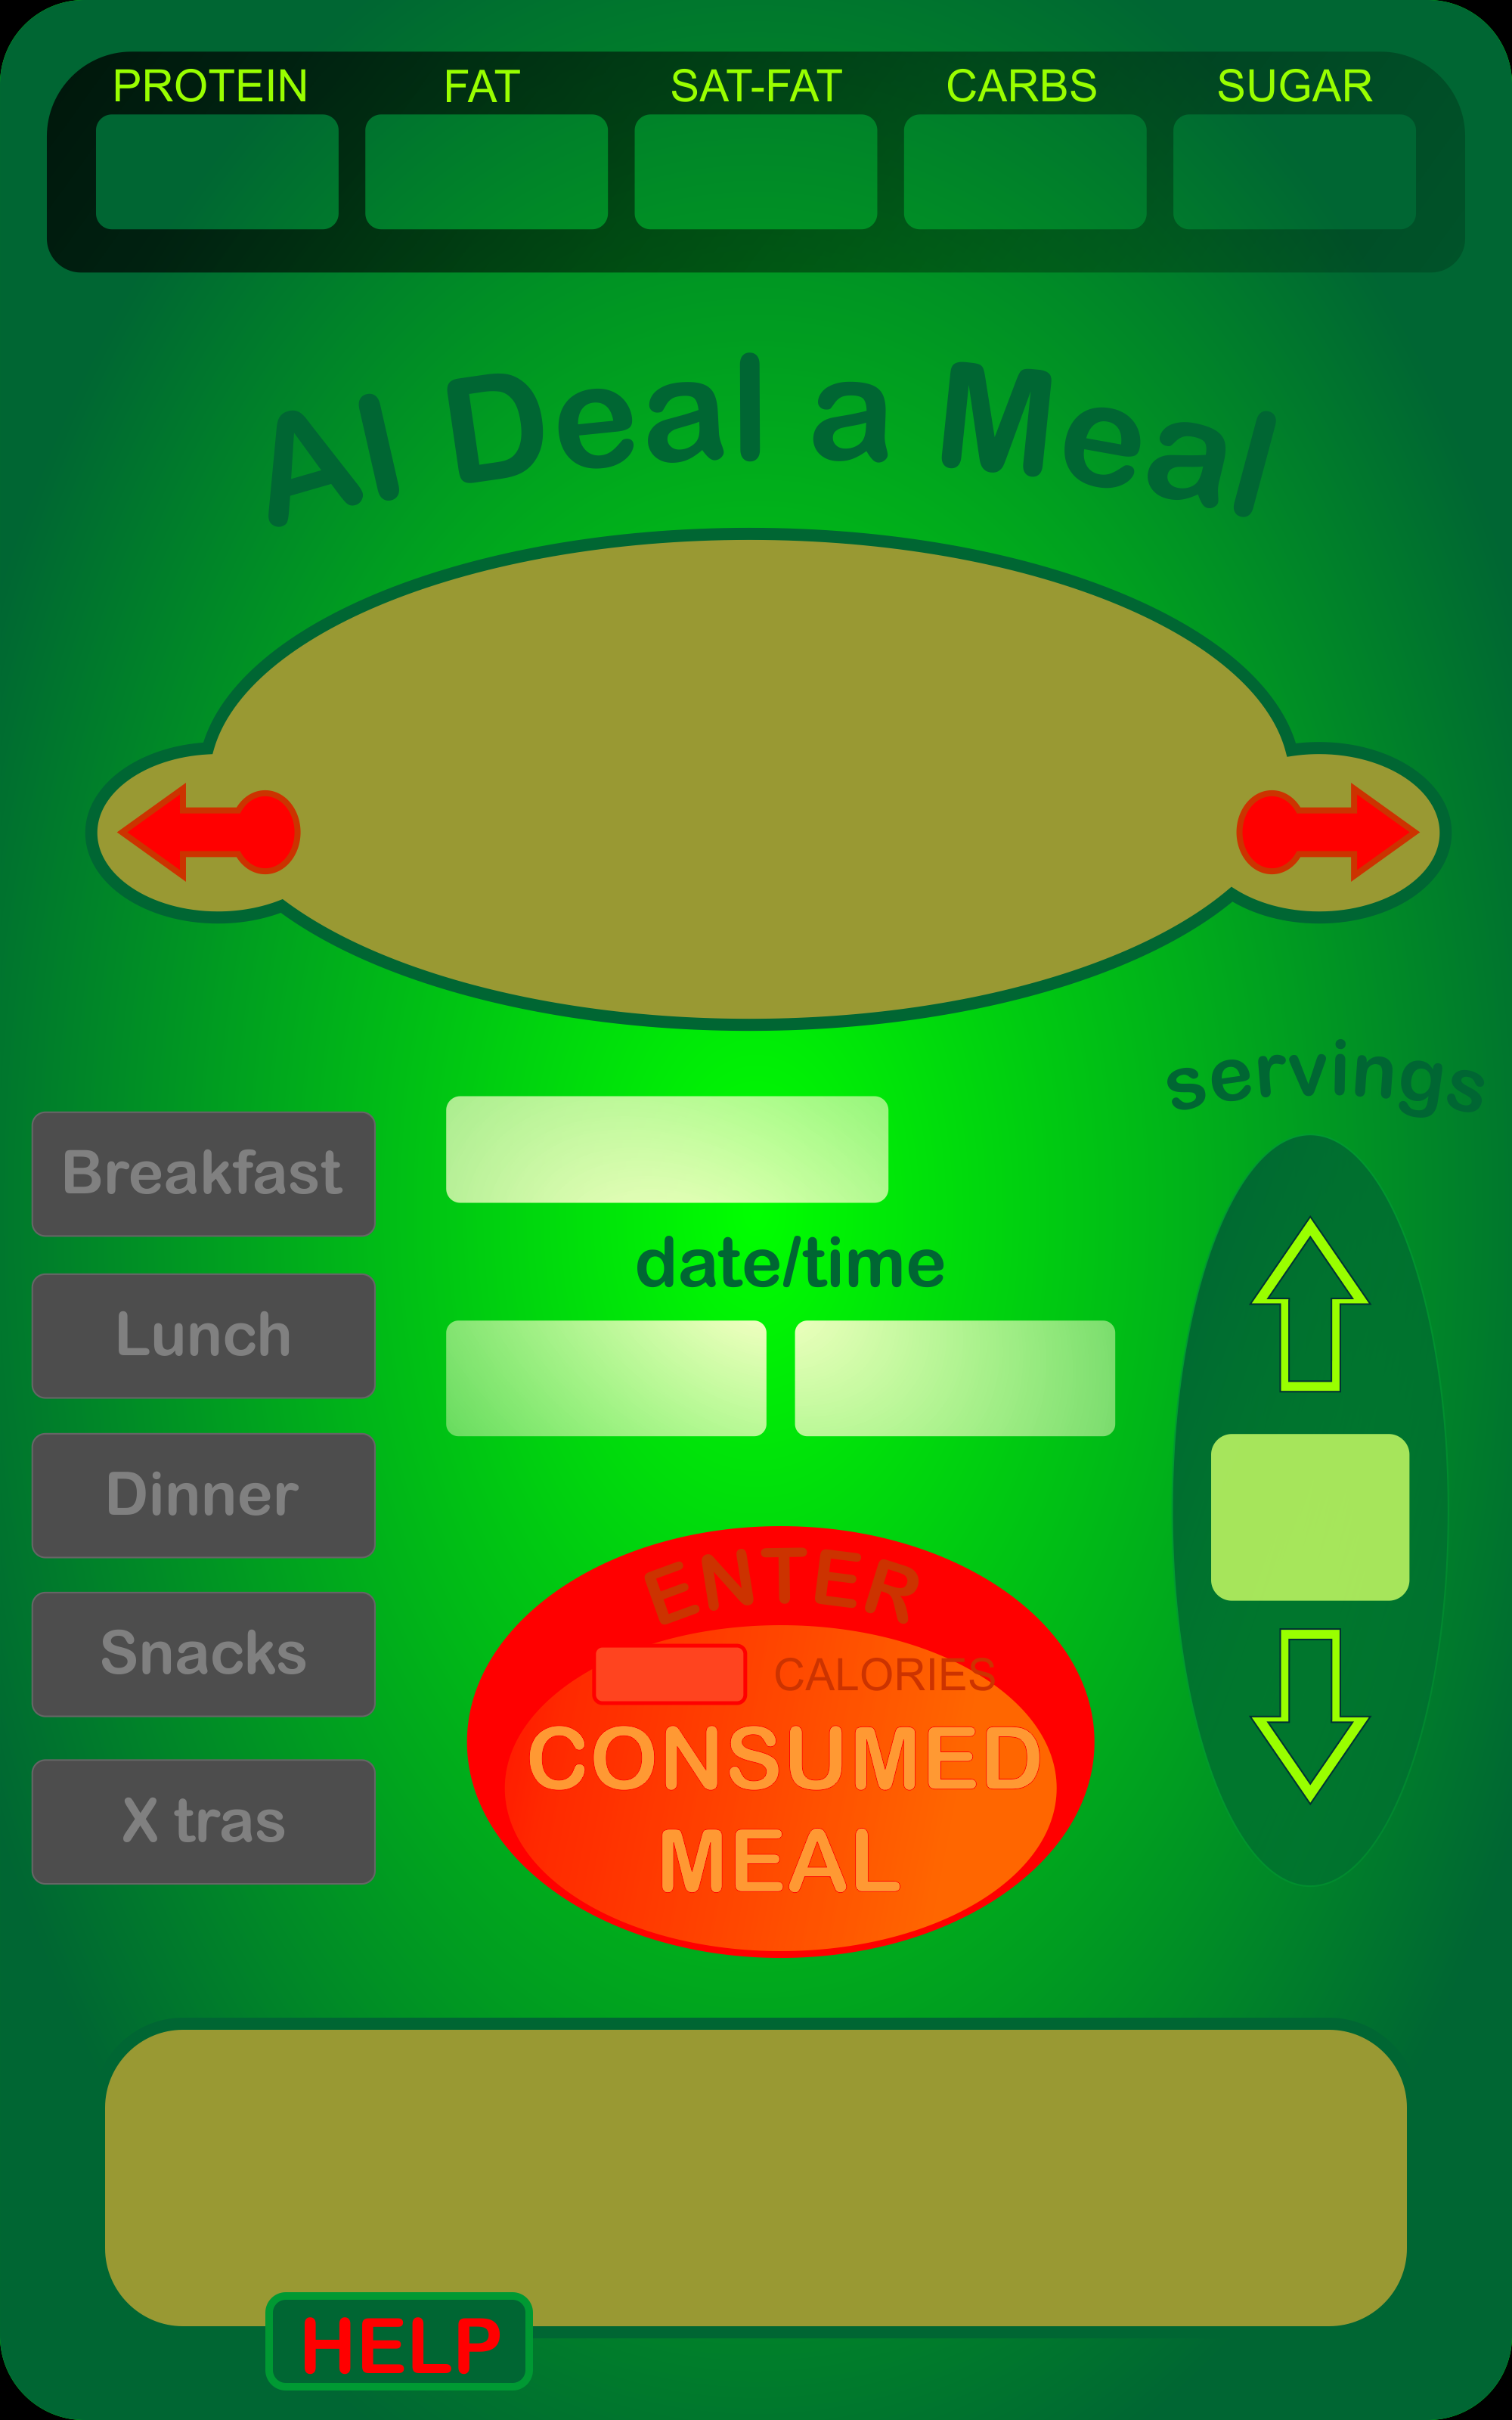 PROTEIN FAT SAT-FAT CARBS SUGAR
AI Deal a Meal
servings
Breakfast
date/time
Lunch
Dinner
Snacks
X tras
ENTER
CALORIES
CONSUMED
MEAL
HELP